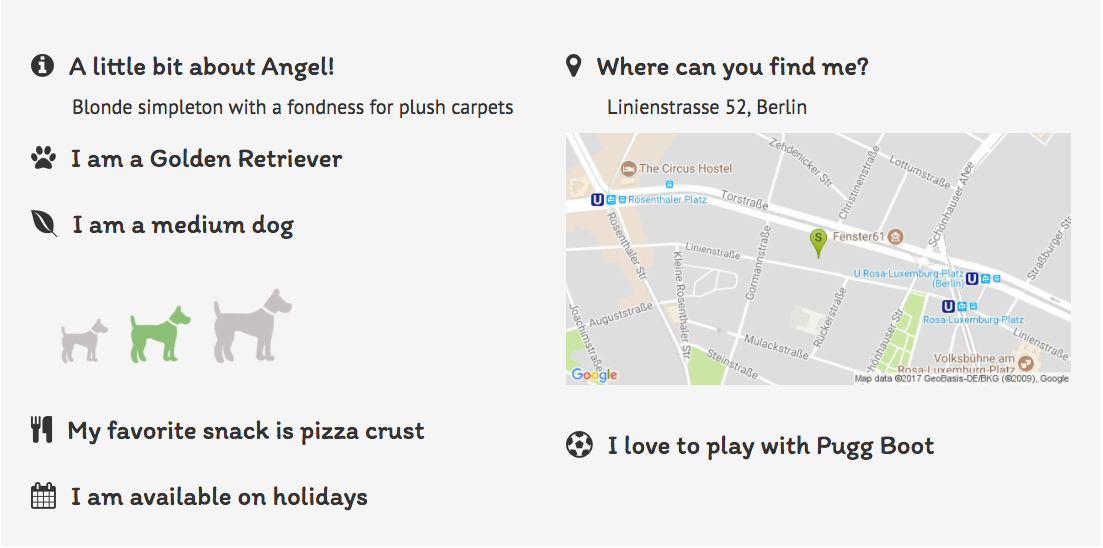 A little bit about Angel!
Blonde simpleton with a fondness for plush carpets
I am a Golden Retriever
I am a medium dog
My favorite snack is pizza crust
I am available on holidays
Where can you find me?
Linienstrasse 52, Berlin
Zehdenicker Str
Christinenstraße
Lottumstraße
Schönhauser Allee
The Circus Hostel
U
Rosenthaler Platz
Torstraße
S
Fenster61
Straßburger Str
Rosenthaler Str
Linienstraße
Kleine Rosenthaler Str.
Gormannstraße
U Rosa-Luxemburg-Platz
(Berlin)
U
U
Rosa-Luxemburg-Platz
Joachimstraße
Auguststraße
Rückerstraße
Mulackstraße
Steinstraße
Linienstraße
Volksbühne am
Rosa-Luxemburg-Platz
Google
Map data ©2017 GeoBasis-DE/BKG (©2009), Google
I love to play with Pugg Boot